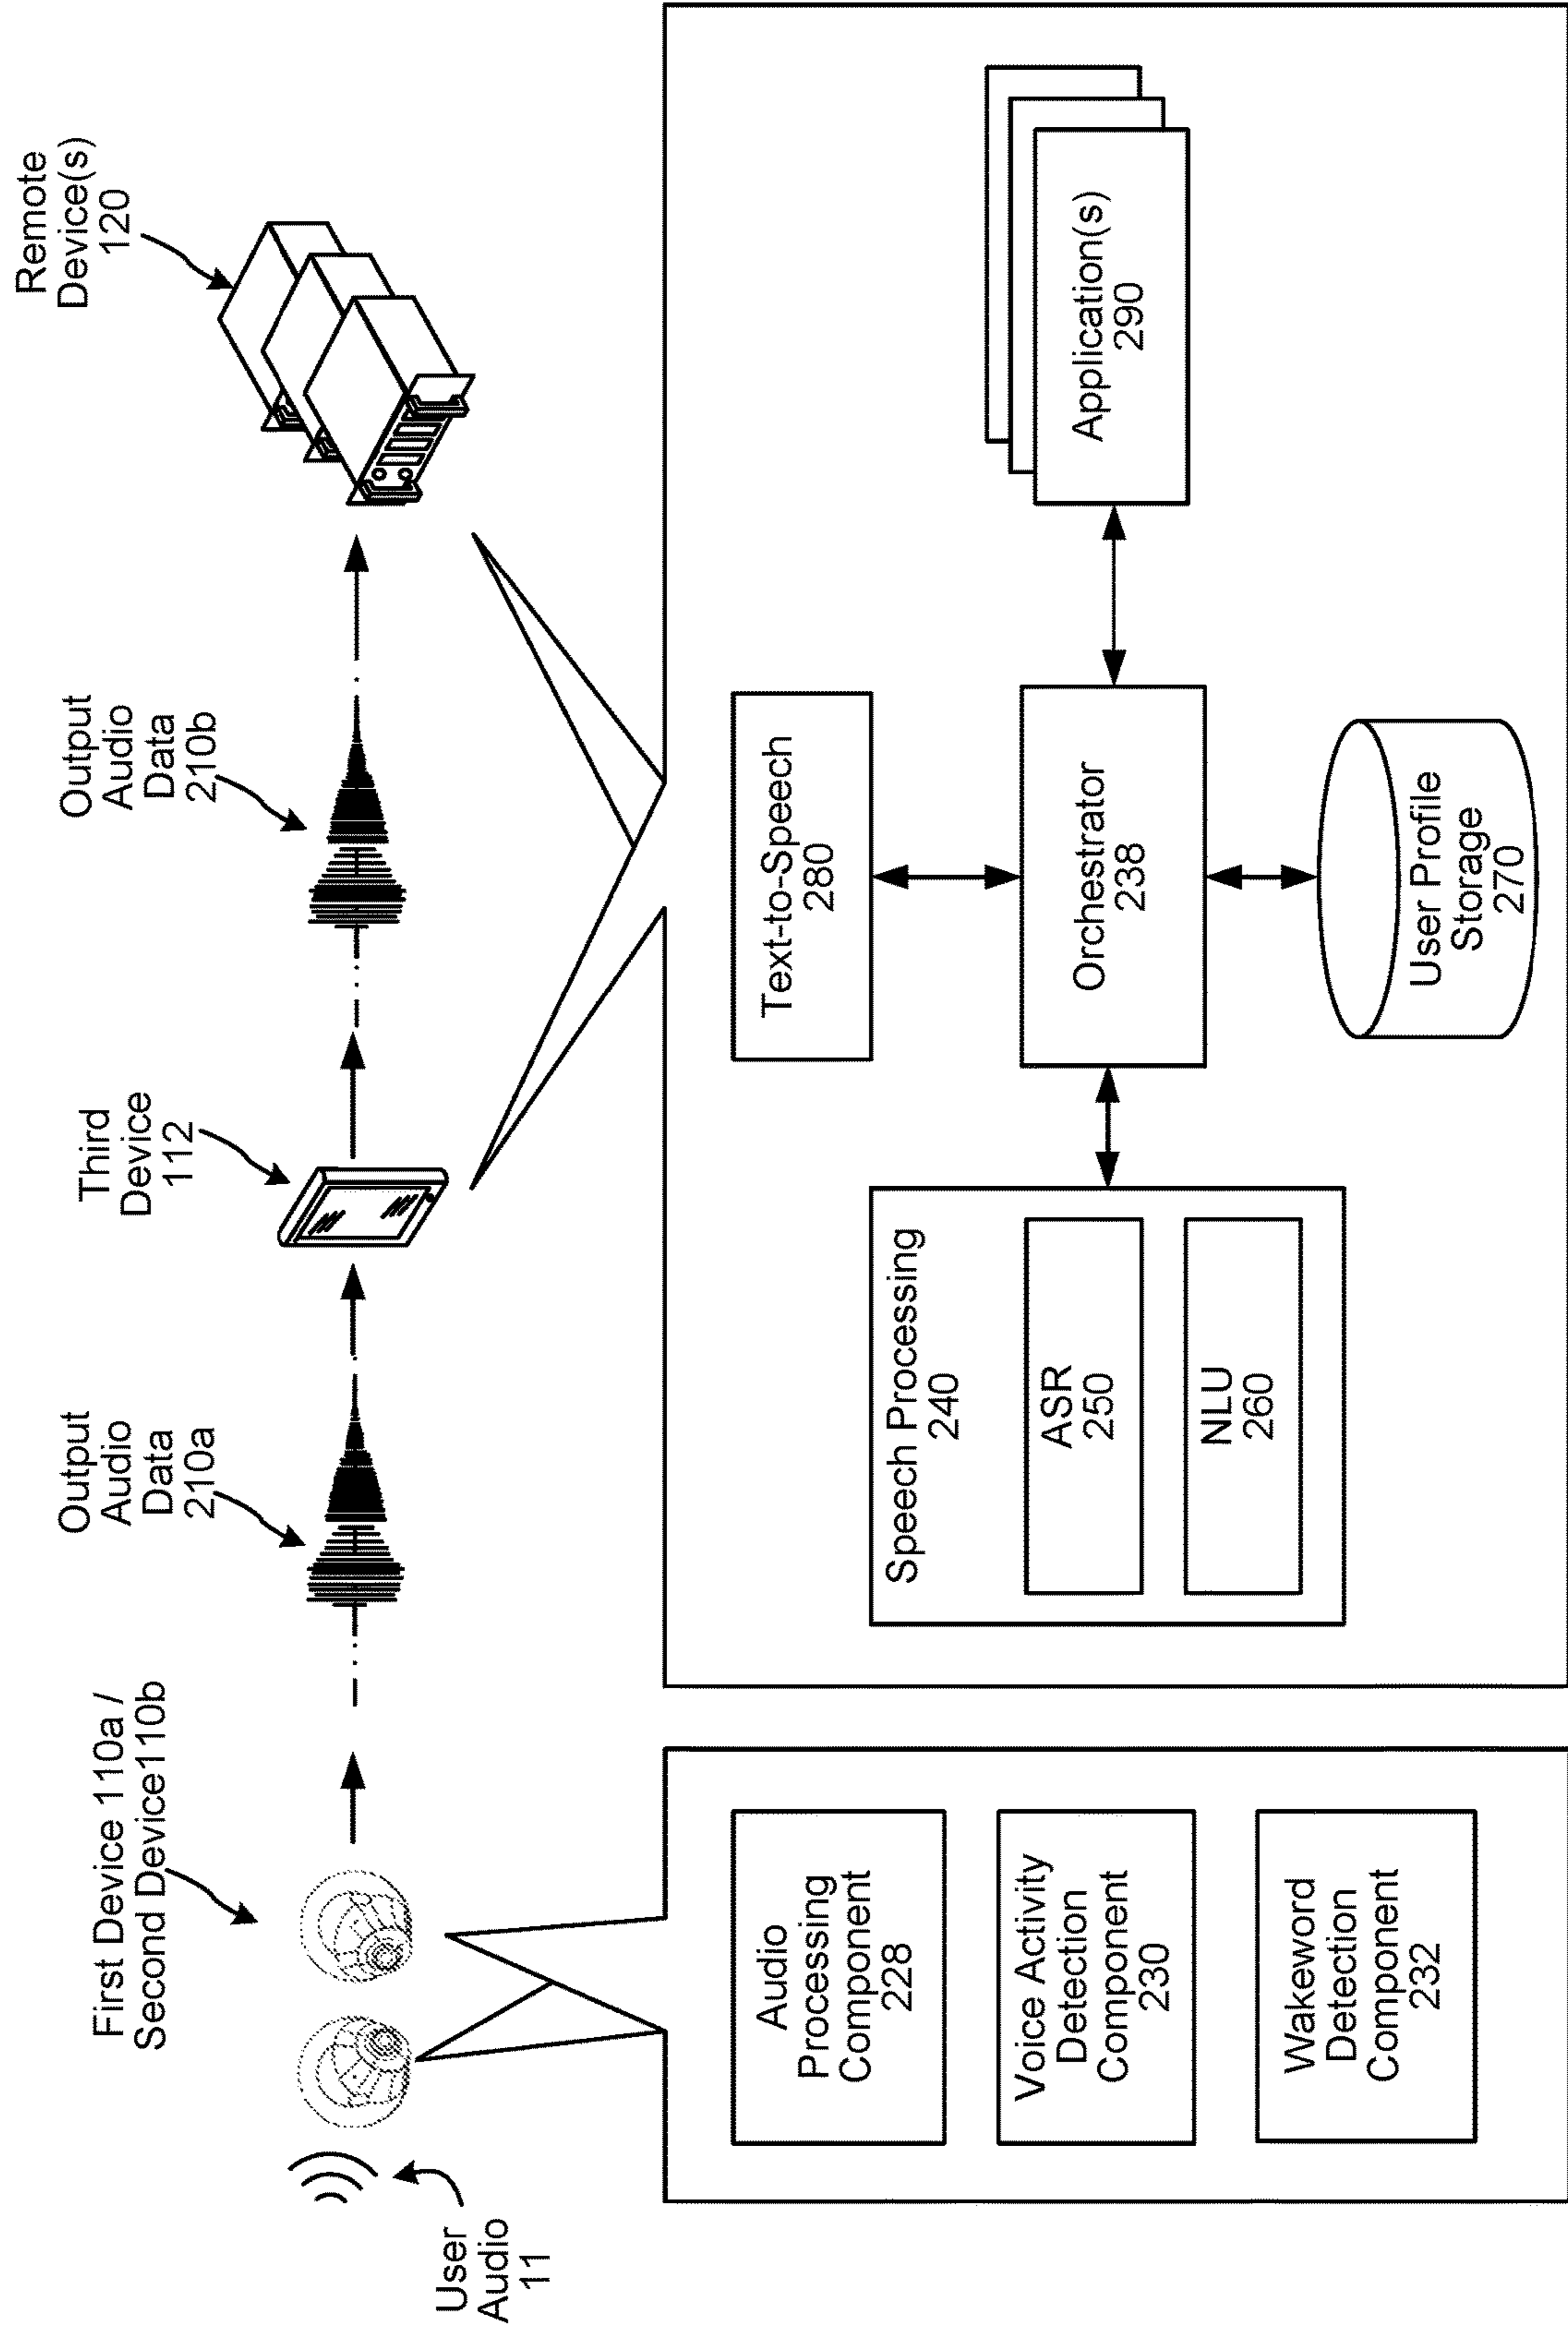 User
Audio
11
First Device 110a /
Second Device110b
Output
Audio
Data
210a
Third
Device
112
Output
Audio
Data
210b
Remote
Device(s)
120
Audio
Processing
Component
228
Voice Activity
Detection
Component
230
Wakeword
Detection
Component
232
Speech Processing
240
ASR
250
NLU
260
Text-to-Speech
280
Orchestrator
238
User Profile
Storage
270
Application(s)
290